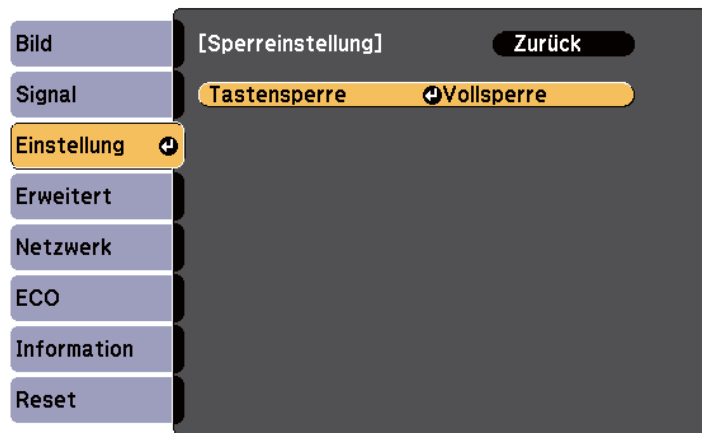 Bild
Signal
Einstellung
Erweitert
Netzwerk
ECO
Information
Reset
[Sperreinstellung] Zurück
Tastensperre Vollsperre